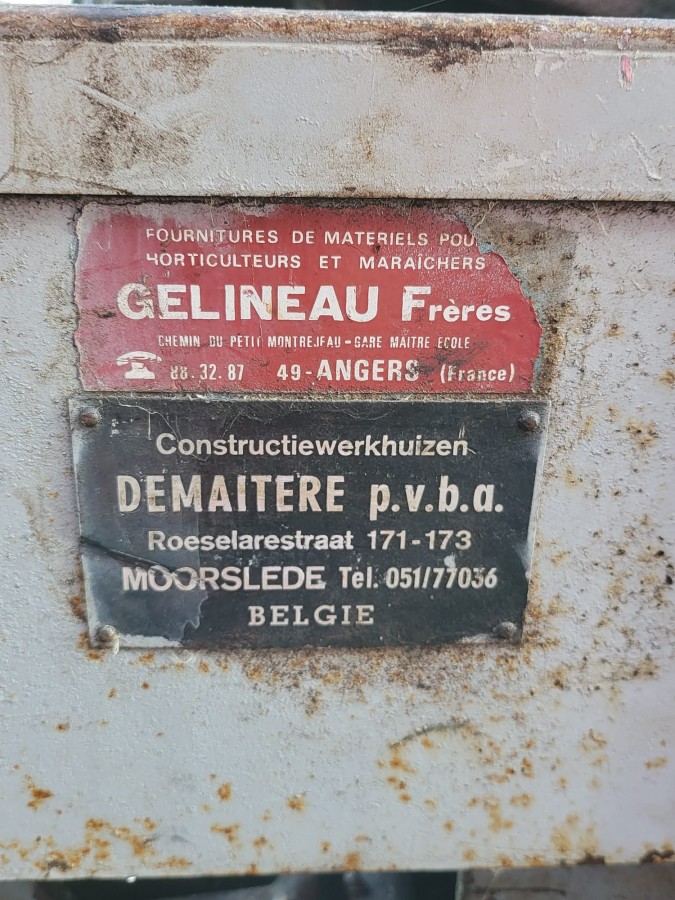 FOURNITURES DE MATERIELS POU
HORTICULTEURS ET MARAÎCHERS
GELINEAU Frères
CHEMIN DU PETIT MONTREJEAU - GARE MAITRE ECOLE
88.32.87 49-ANGERS (France)
Constructiewerkhuizen
DEMAITERE p.v.b.a.
Roeselarestraat 171-173
MOORSLEDE Tel. 051/77036
BELGIE